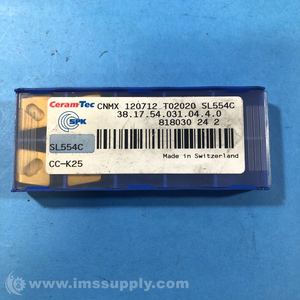 CeramTec CNMX 120712 T02020 SL554C
SPK 38.17.54.031.04.4.0
818030 24 2
SL554C
Made in Switzerland
CC-K25
www.imssupply.com